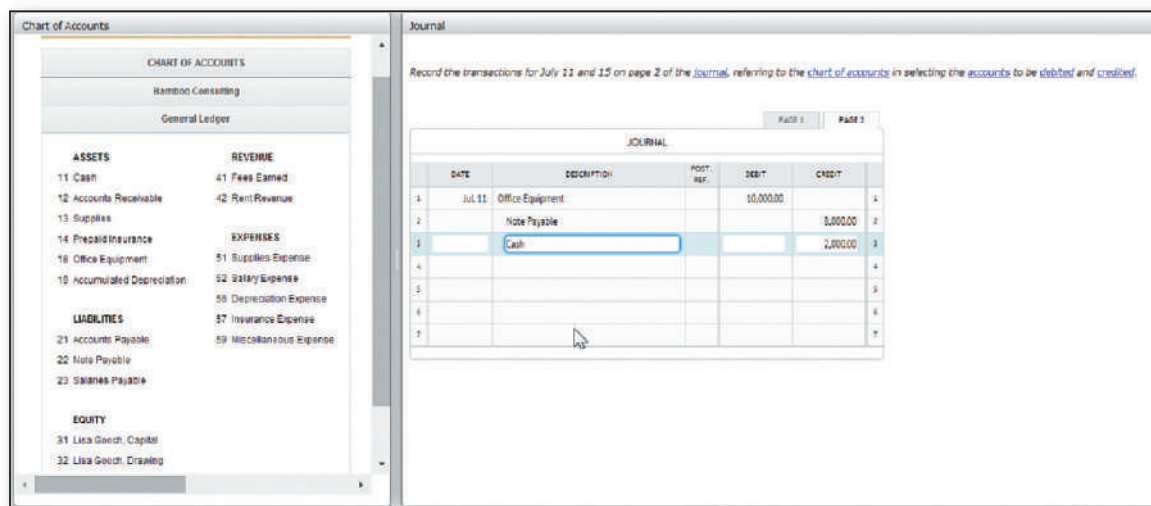 Chart of Accounts
CHART OF ACCOUNTS
Bamboo Consulting
General Ledger
ASSETS
11 Cash
12 Accounts Receivable
13 Supplies
14 Prepaid Insurance
18 Office Equipment
19 Accumulated Depreciation
LIABILITIES
21 Accounts Payable
22 Note Payable
23 Salaries Payable
EQUITY
31 Lisa Gooch, Capital
32 Lisa Gooch, Drawing
REVENUE
41 Fees Earned
42 Rent Revenue
EXPENSES
51 Supplies Expense
52 Salary Expense
56 Depreciation Expense
57 Insurance Expense
59 Miscellaneous Expense
Journal
Record the transactions for July 11 and 15 on page 2 of the journal, referring to the chart of accounts in selecting the accounts to be debited and credited.
PAGE 1 PAGE 2
JOURNAL
DATE DESCRIPTION POST. REF. DEBIT CREDIT
1 Jul. 11 Office Equipment 10,000.00 1
2 Note Payable 8,000.00 2
3 Cash 2,000.00 3
4 4
5 5
6 6
7 7